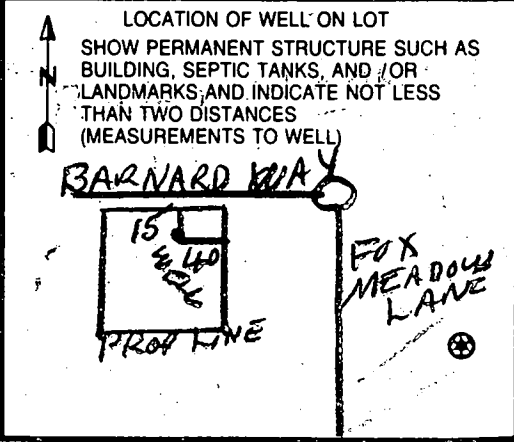 LOCATION OF WELL ON LOT
SHOW PERMANENT STRUCTURE SUCH AS
BUILDING, SEPTIC TANKS, AND /OR
LANDMARKS AND INDICATE NOT LESS
THAN TWO DISTANCES
(MEASUREMENTS TO WELL)
N
BARNARD WAY
15
40
FOX
MEADOWS
LANE
PROP LINE